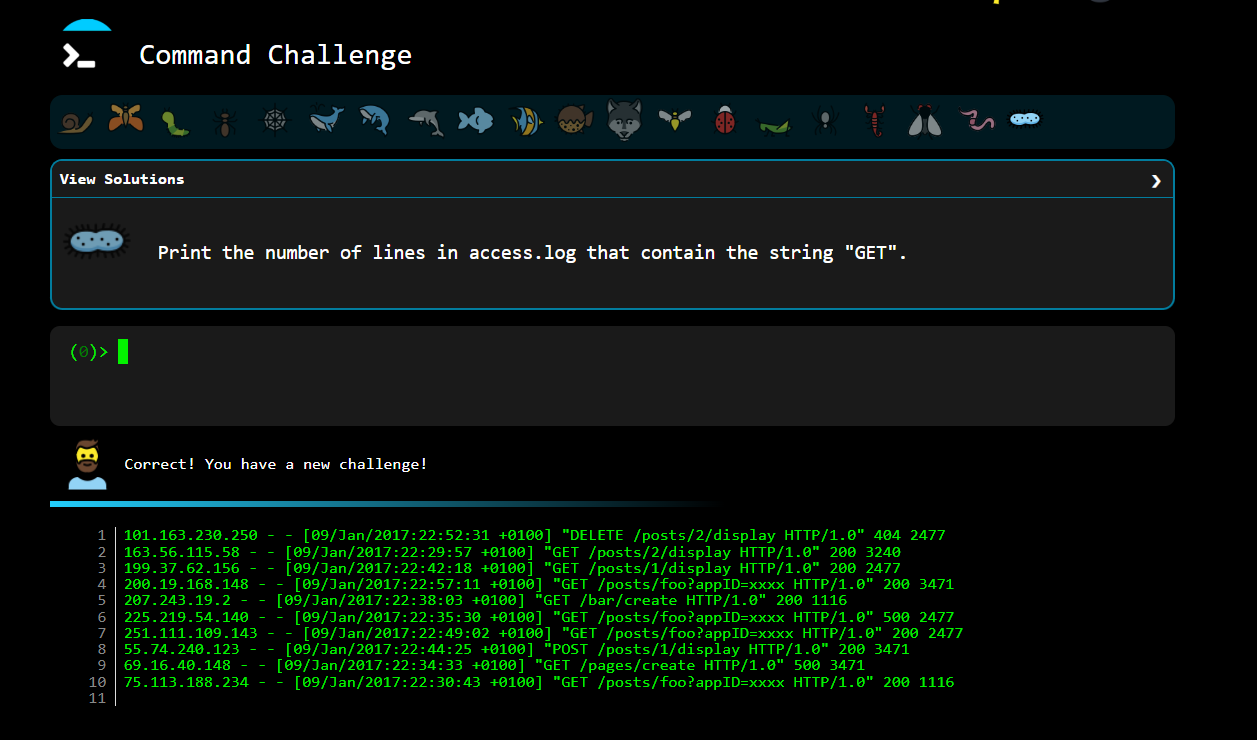 Command Challenge
View Solutions
Print the number of lines in access.log that contain the string "GET".
(0)>
Correct! You have a new challenge!
1 101.163.230.250 - - [09/Jan/2017:22:52:31 +0100] "DELETE /posts/2/display HTTP/1.0" 404 2477
2 163.56.115.58 - - [09/Jan/2017:22:29:57 +0100] "GET /posts/2/display HTTP/1.0" 200 3240
3 199.37.62.156 - - [09/Jan/2017:22:42:18 +0100] "GET /posts/1/display HTTP/1.0" 200 2477
4 200.19.168.148 - - [09/Jan/2017:22:57:11 +0100] "GET /posts/foo?appID=xxxx HTTP/1.0" 200 3471
5 207.243.19.2 - - [09/Jan/2017:22:38:03 +0100] "GET /bar/create HTTP/1.0" 200 1116
6 225.219.54.140 - - [09/Jan/2017:22:35:30 +0100] "GET /posts/foo?appID=xxxx HTTP/1.0" 500 2477
7 251.111.109.143 - - [09/Jan/2017:22:49:02 +0100] "GET /posts/foo?appID=xxxx HTTP/1.0" 200 2477
8 55.74.240.123 - - [09/Jan/2017:22:44:25 +0100] "POST /posts/1/display HTTP/1.0" 200 3471
9 69.16.40.148 - - [09/Jan/2017:22:34:33 +0100] "GET /pages/create HTTP/1.0" 500 3471
10 75.113.188.234 - - [09/Jan/2017:22:30:43 +0100] "GET /posts/foo?appID=xxxx HTTP/1.0" 200 1116
11